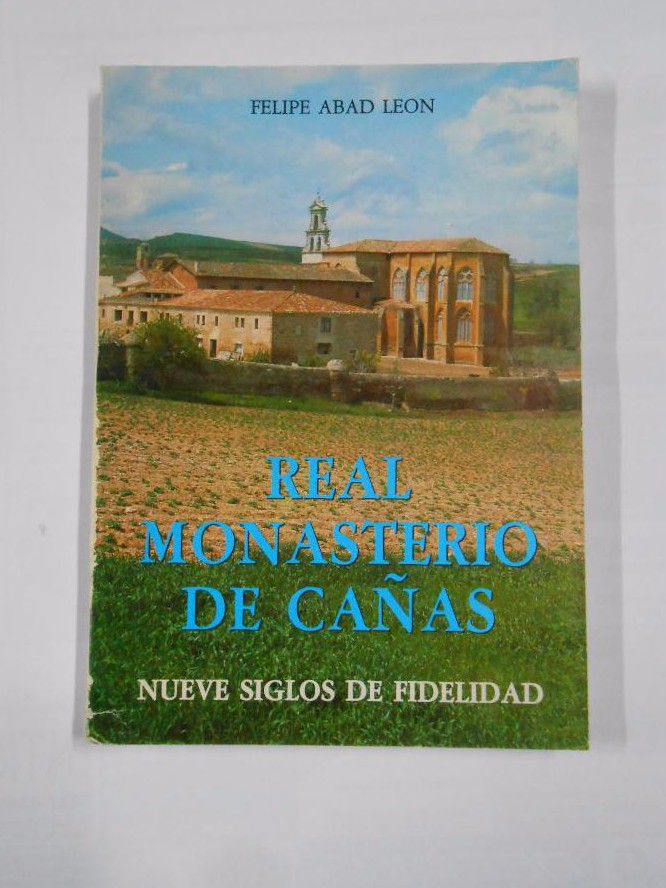 FELIPE ABAD LEON
REAL
MONASTERIO
DE CAÑAS
NUEVE SIGLOS DE FIDELIDAD